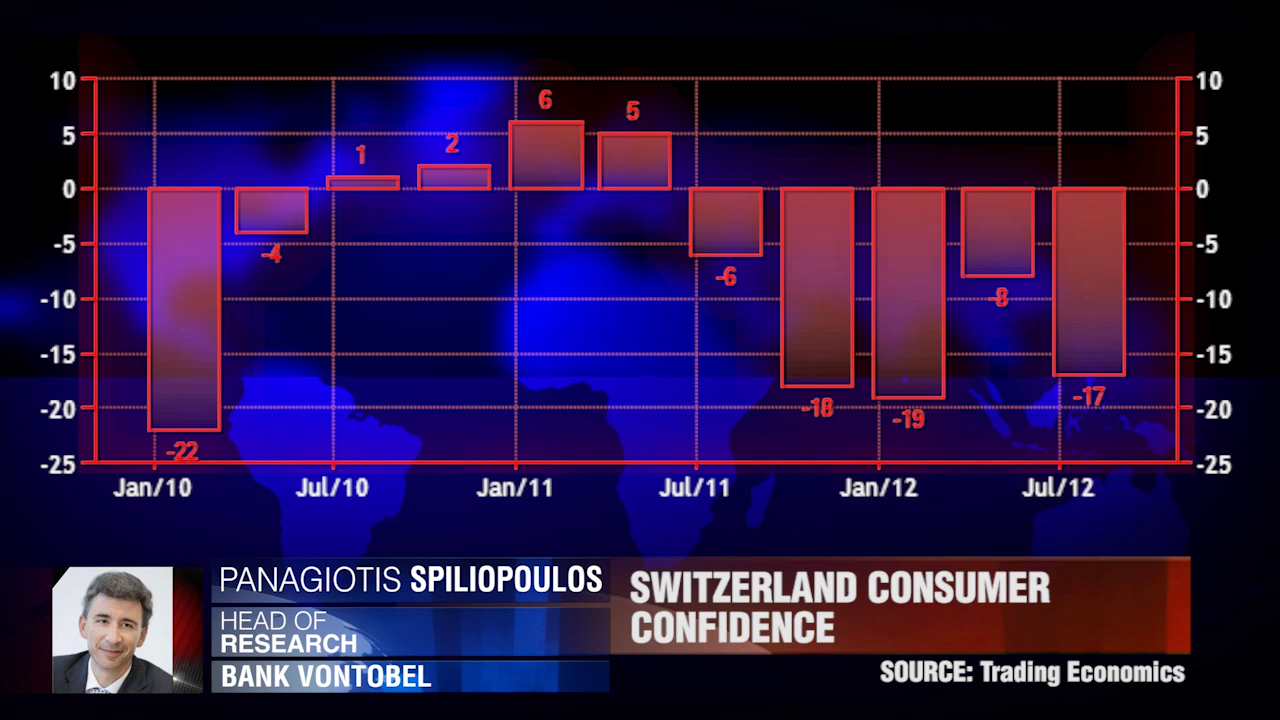 10 10
6
5
5 5
2
1
0 0
-4
-5 -5
-6
-8
-10 -10
-15 -15
-17
-18
-20 -20
-19
-22
-25 -25
Jan/10 Jul/10 Jan/11 Jul/11 Jan/12 Jul/12
PANAGIOTIS SPILIOPOULOS
HEAD OF
RESEARCH
BANK VONTOBEL
SWITZERLAND CONSUMER
CONFIDENCE
SOURCE: Trading Economics